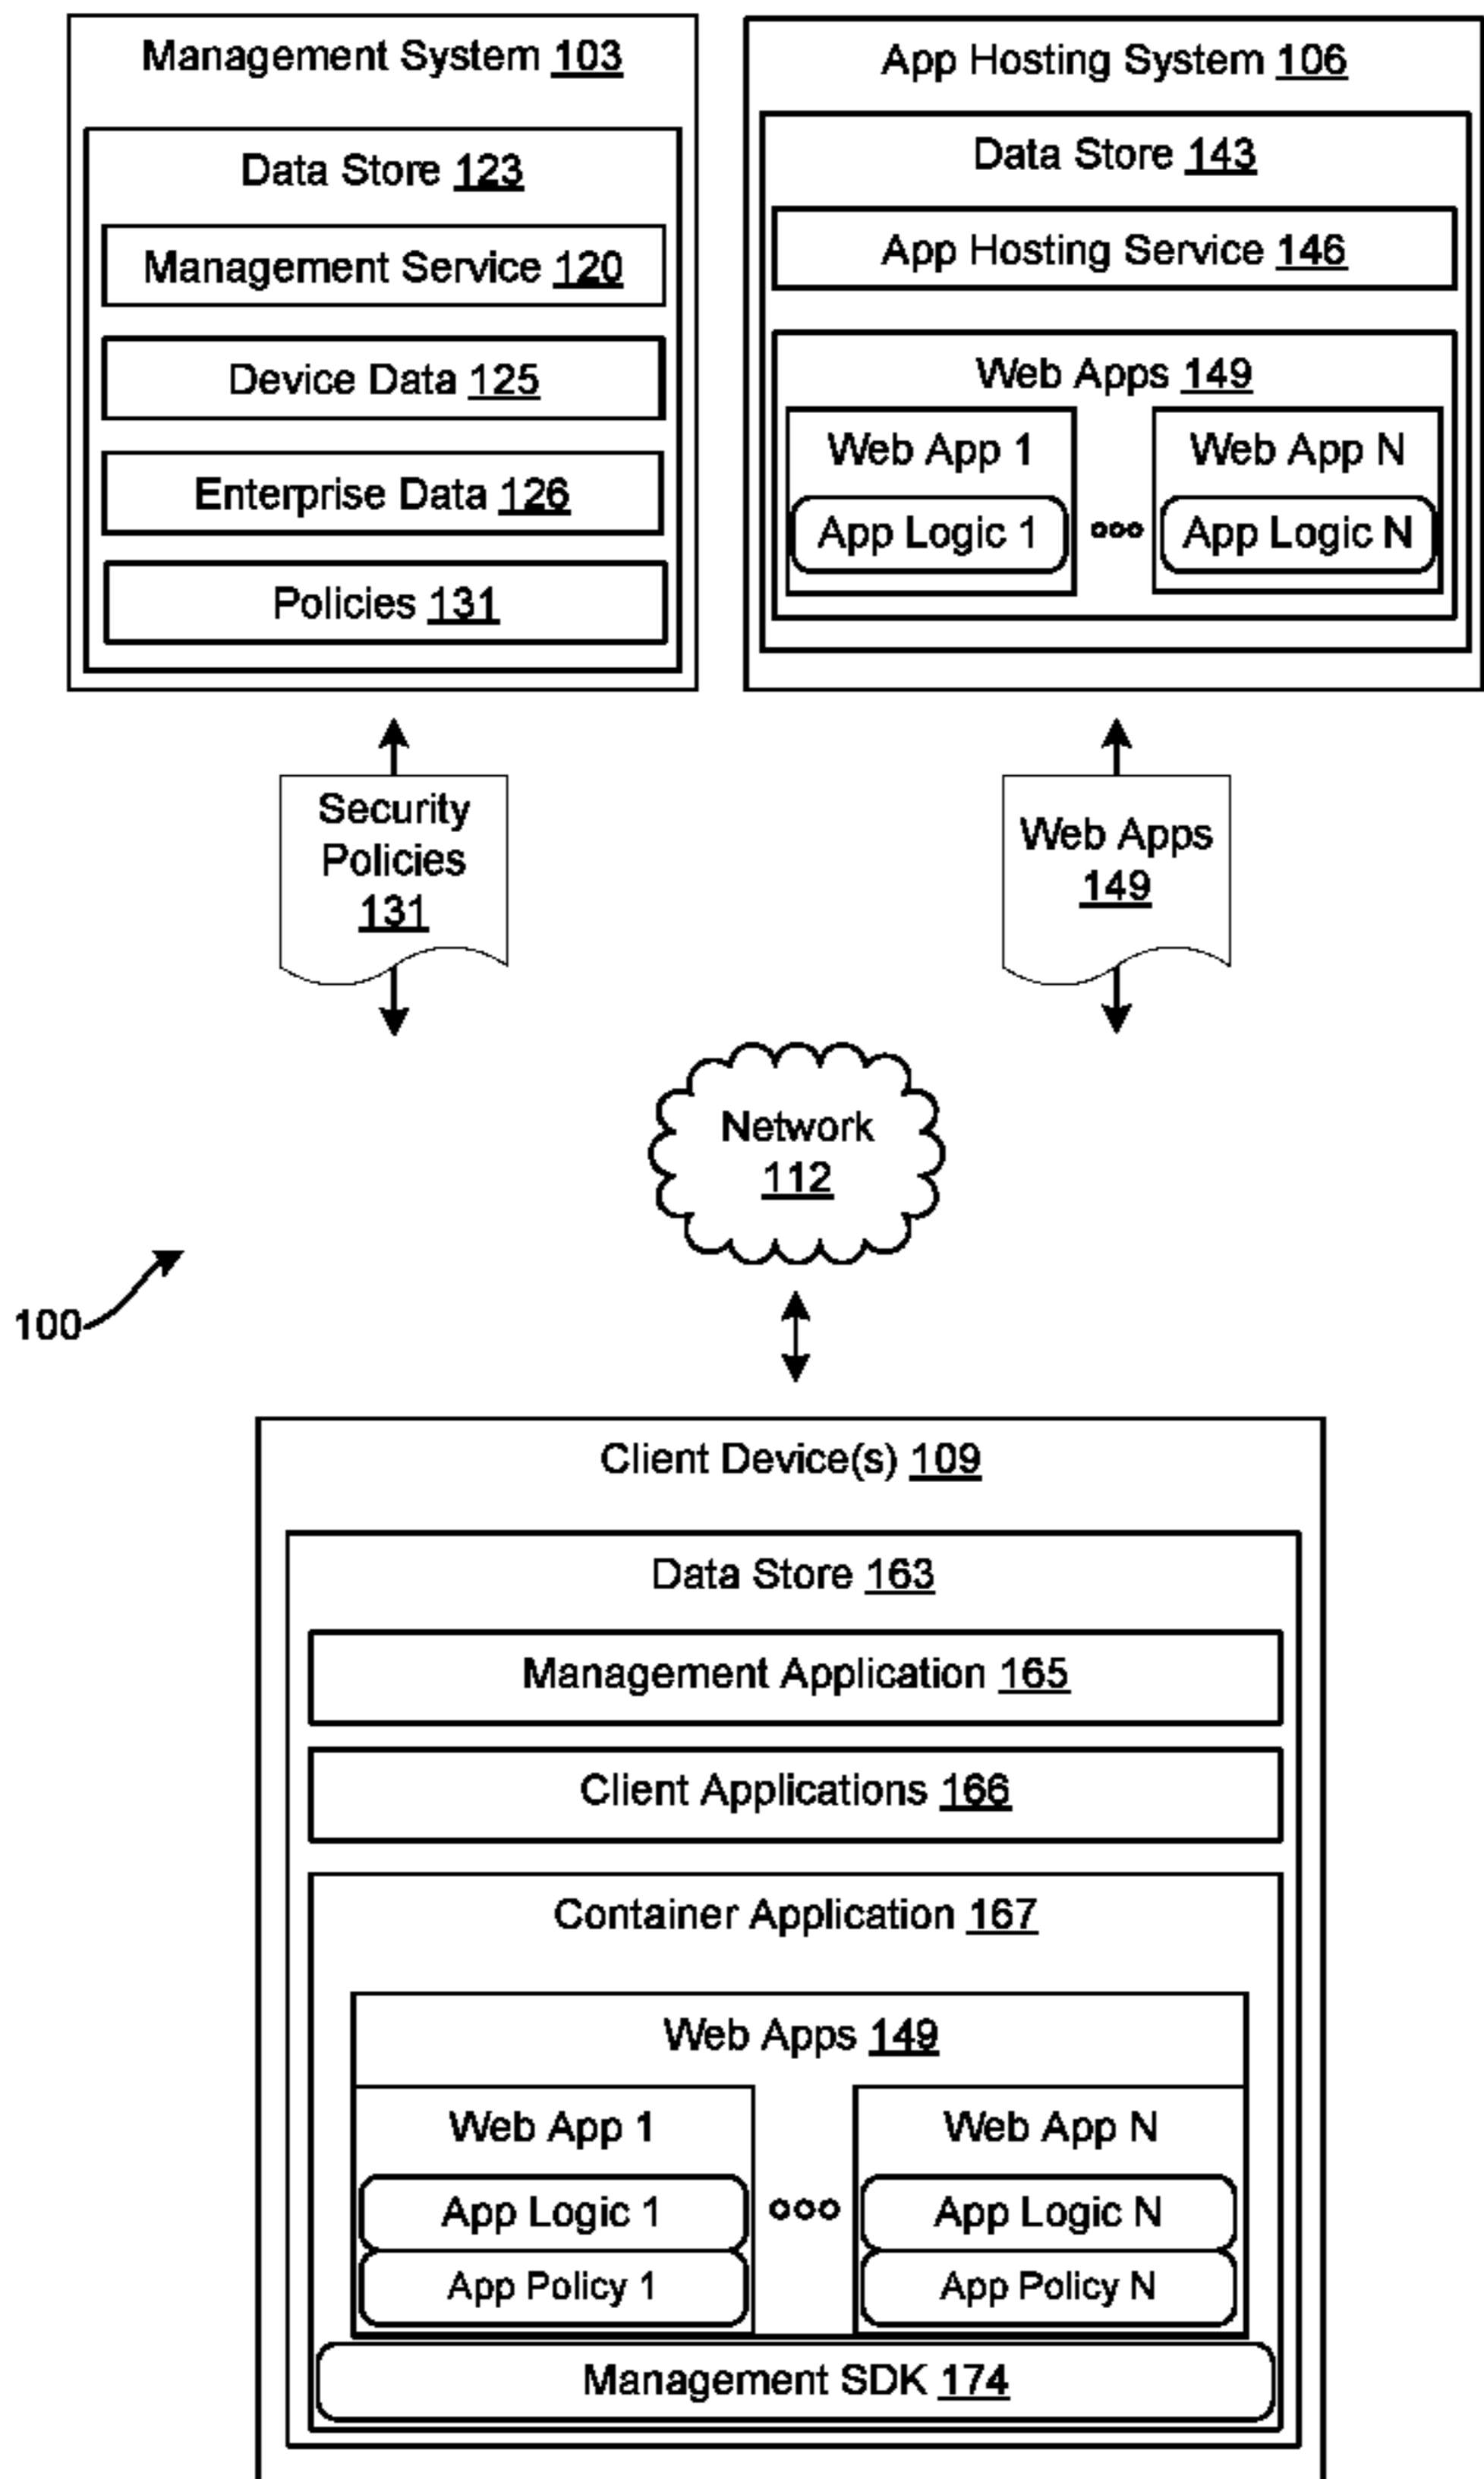 Management System 103
Data Store 123
Management Service 120
Device Data 125
Enterprise Data 126
Policies 131
App Hosting System 106
Data Store 143
App Hosting Service 146
Web Apps 149
Web App 1
App Logic 1
Web App N
App Logic N
Security
Policies
131
Web Apps
149
Network
112
100
Client Device(s) 109
Data Store 163
Management Application 165
Client Applications 166
Container Application 167
Web Apps 149
Web App 1
App Logic 1
App Policy 1
Web App N
App Logic N
App Policy N
Management SDK 174